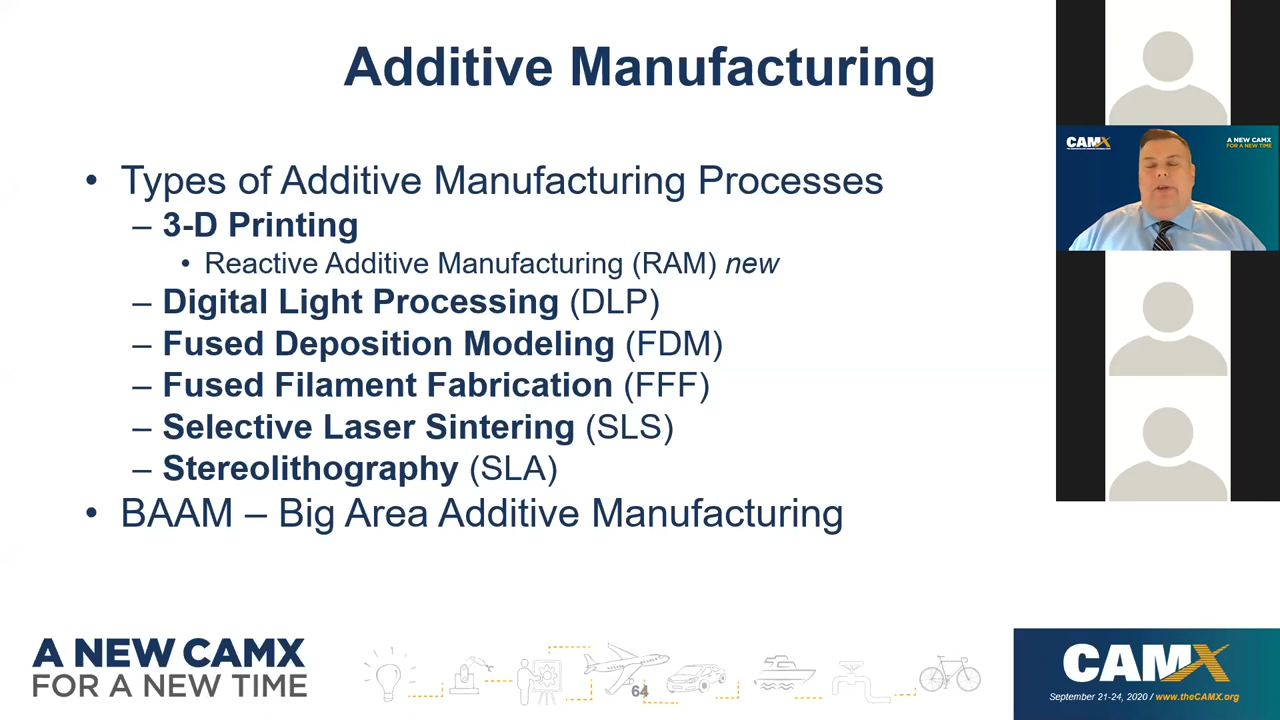 Additive Manufacturing
• Types of Additive Manufacturing Processes
– 3-D Printing
• Reactive Additive Manufacturing (RAM) new
– Digital Light Processing (DLP)
– Fused Deposition Modeling (FDM)
– Fused Filament Fabrication (FFF)
– Selective Laser Sintering (SLS)
– Stereolithography (SLA)
• BAAM – Big Area Additive Manufacturing
CAMX
A NEW CAMX
FOR A NEW TIME
A NEW CAMX
FOR A NEW TIME
64
CAMX
September 21-24, 2020 / www.theCAMX.org